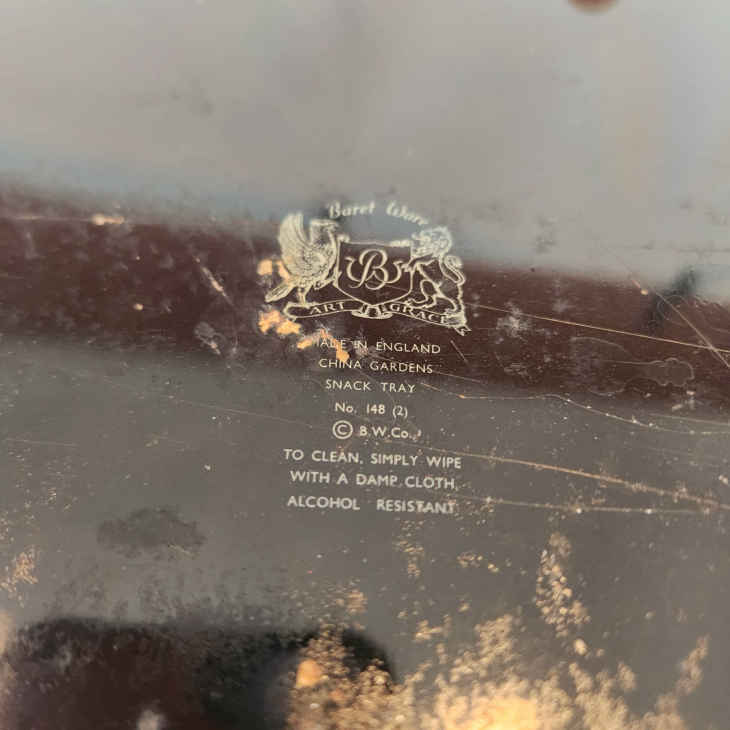 Baret Ware
B
ART GRACE
MADE IN ENGLAND
CHINA GARDENS
SNACK TRAY
No. 148 (2)
© B.W.Co.
TO CLEAN, SIMPLY WIPE
WITH A DAMP CLOTH
ALCOHOL RESISTANT